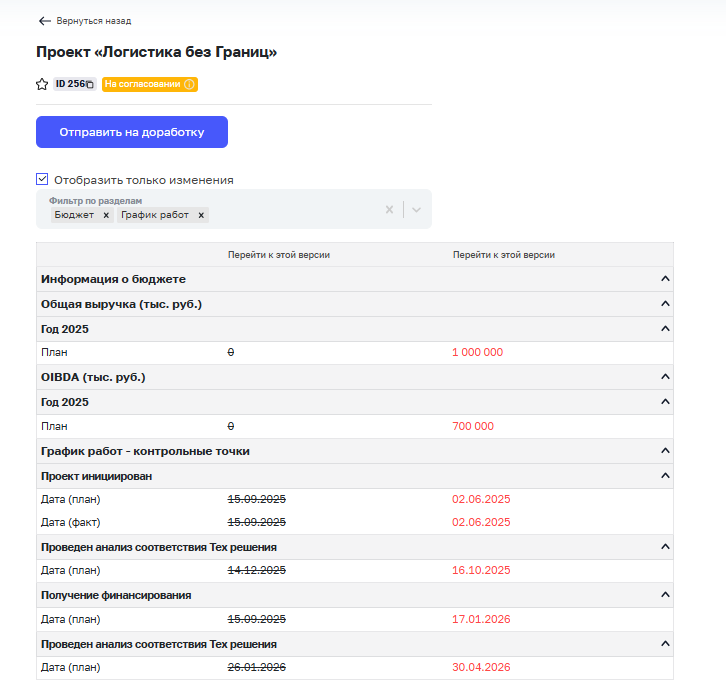 Вернуться назад
Проект «Логистика без Границ»
ID 256 На согласовании
Отправить на доработку
Отобразить только изменения
Фильтр по разделам
Бюджет × График работ ×
Перейти к этой версии Перейти к этой версии
Информация о бюджете
Общая выручка (тыс. руб.)
Год 2025
План 0 1 000 000
OIBDA (тыс. руб.)
Год 2025
План 0 700 000
График работ - контрольные точки
Проект инициирован
Дата (план) 15.09.2025 02.06.2025
Дата (факт) 15.09.2025 02.06.2025
Проведен анализ соответствия Тех решения
Дата (план) 14.12.2025 16.10.2025
Получение финансирования
Дата (план) 15.09.2025 17.01.2026
Проведен анализ соответствия Тех решения
Дата (план) 26.01.2026 30.04.2026